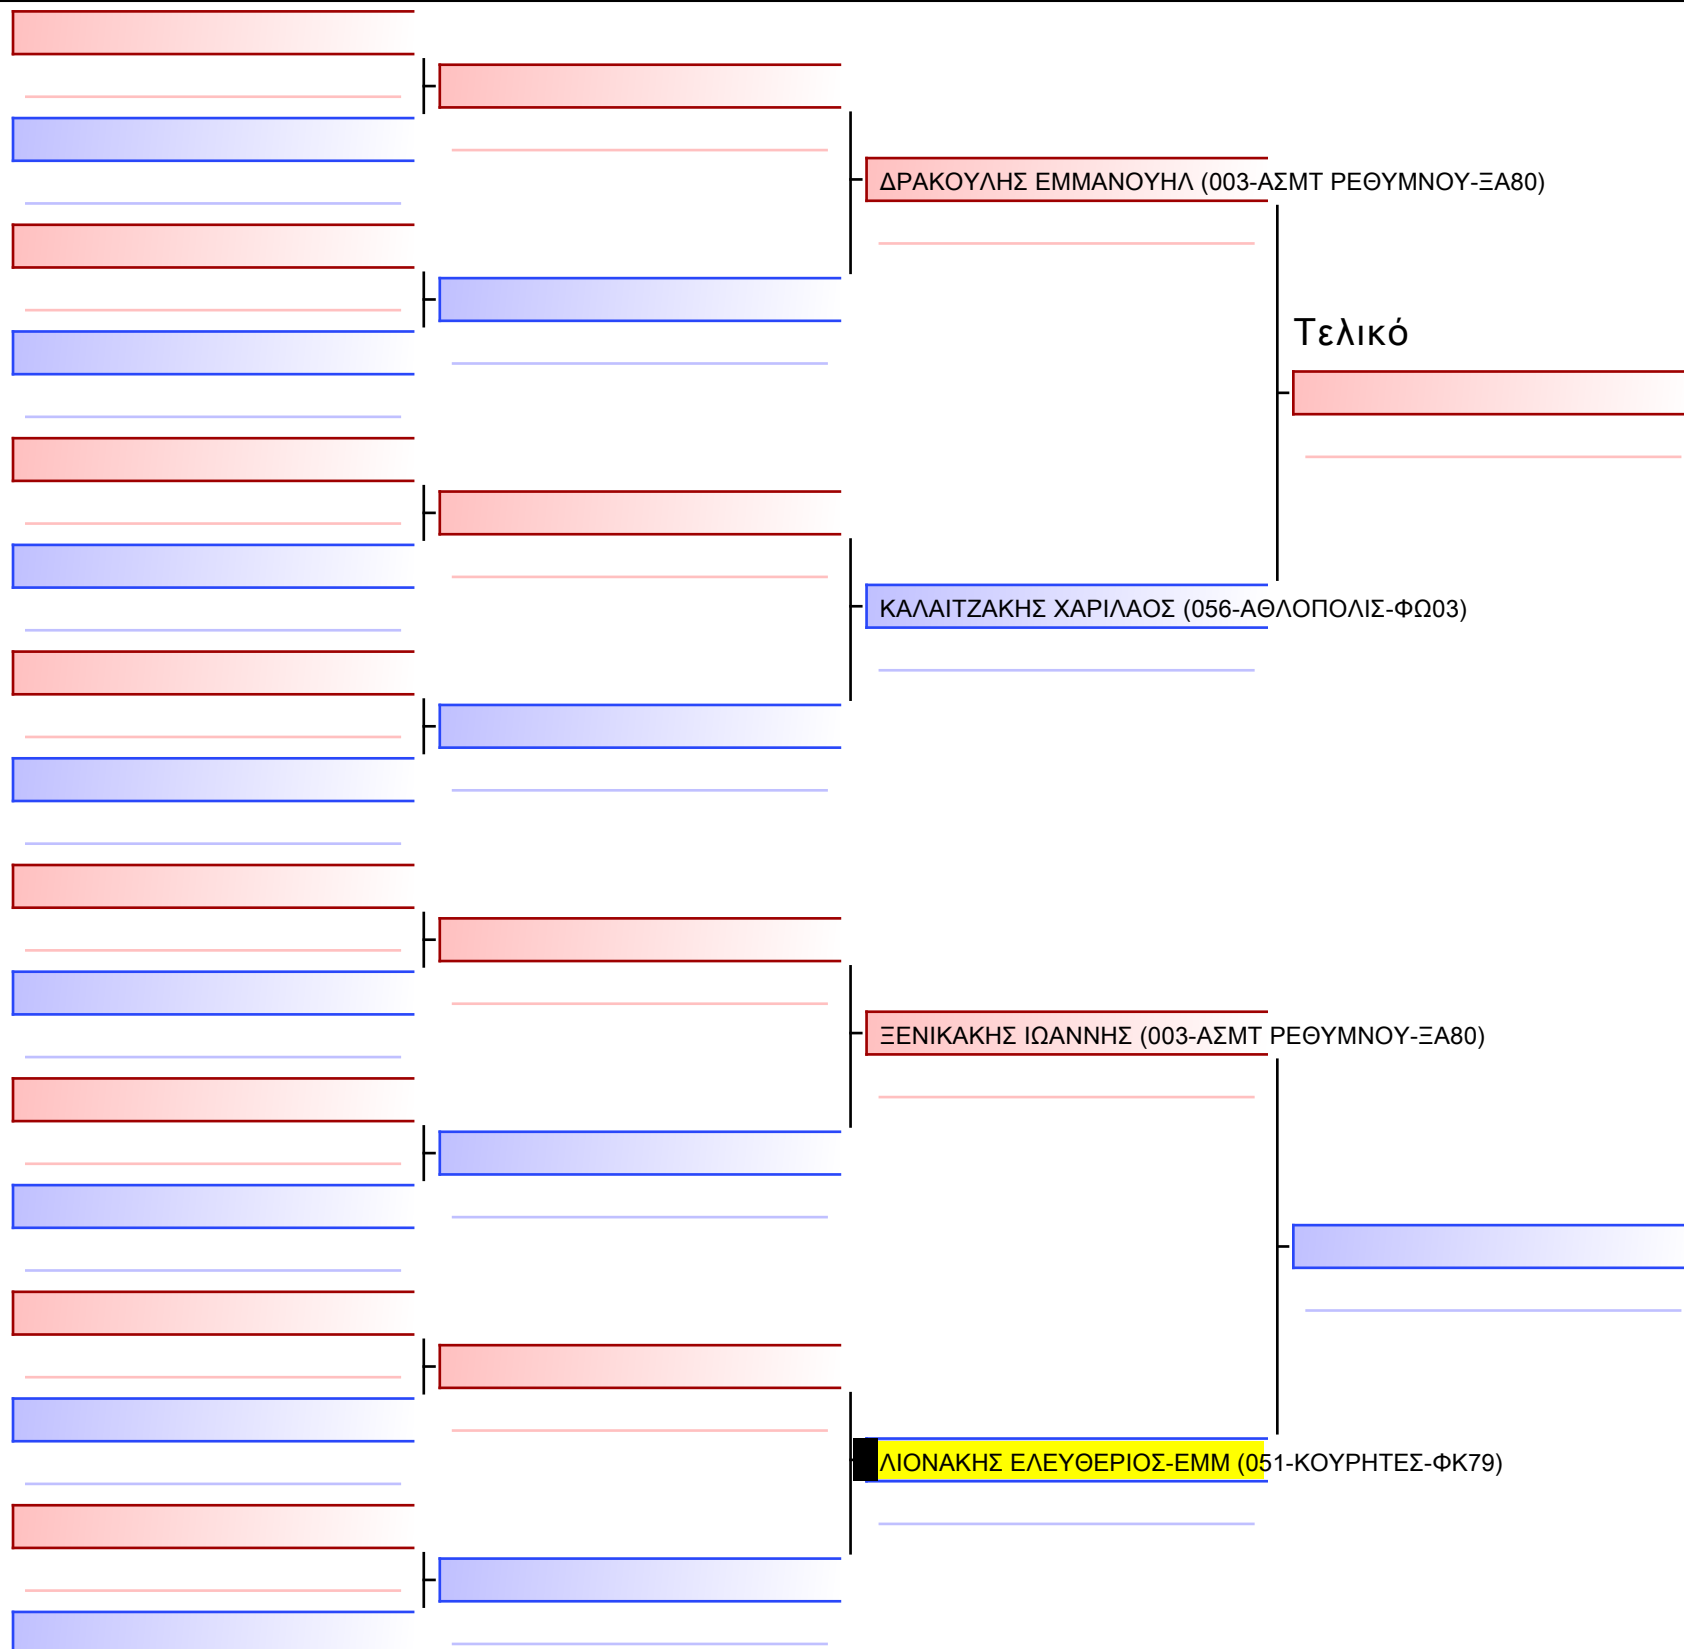 ΔΡΑΚΟΥΛΗΣ ΕΜΜΑΝΟΥΗΛ (003-ΑΣΜΤ ΡΕΘΥΜΝΟΥ-ΞΑ80)
Τελικό
ΚΑΛΑΙΤΖΑΚΗΣ ΧΑΡΙΛΑΟΣ (056-ΑΘΛΟΠΟΛΙΣ-ΦΩ03)
ΞΕΝΙΚΑΚΗΣ ΙΩΑΝΝΗΣ (003-ΑΣΜΤ ΡΕΘΥΜΝΟΥ-ΞΑ80)
ΛΙΟΝΑΚΗΣ ΕΛΕΥΘΕΡΙΟΣ-ΕΜΜ (051-ΚΟΥΡΗΤΕΣ-ΦΚ79)